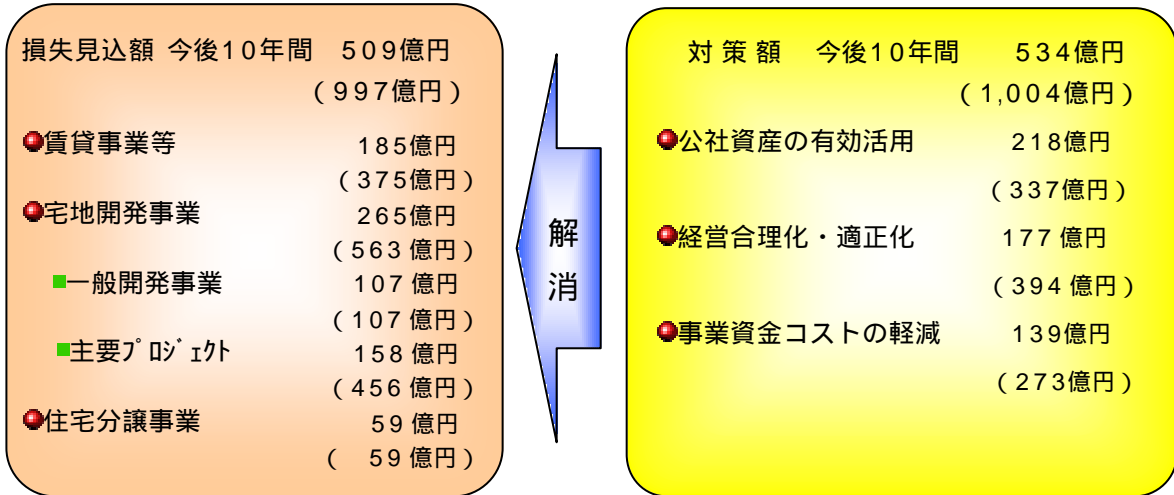 損失見込額 今後10年間 509億円
(997億円)
賃貸事業等 185億円
(375億円)
宅地開発事業 265億円
(563億円)
一般開発事業 107億円
(107億円)
主要ﾌﾟﾛｼﾞｪｸﾄ 158億円
(456億円)
住宅分譲事業 59億円
( 59億円)
解
消
対策額 今後10年間 534億円
(1,004億円)
公社資産の有効活用 218億円
(337億円)
経営合理化・適正化 177億円
(394億円)
事業資金コストの軽減 139億円
(273億円)